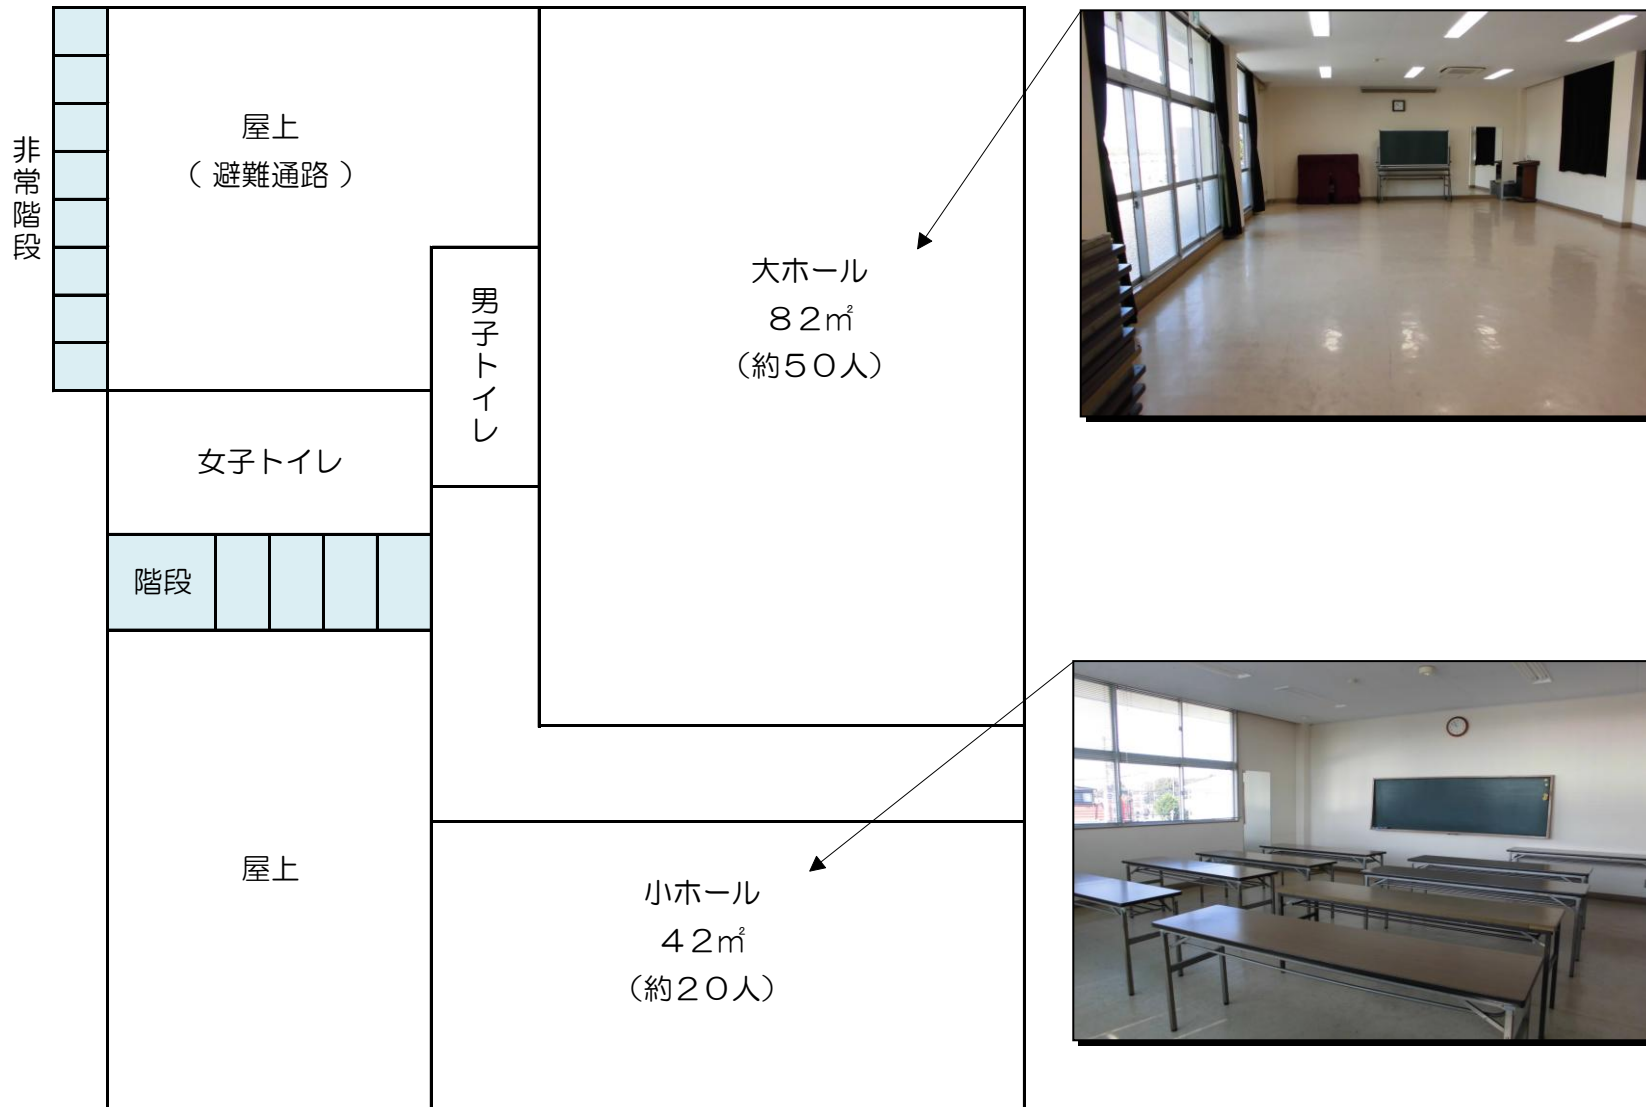 非常階段
屋上
（ 避難通路 ）
大ホール
８２㎡
（約５０人）
男子トイレ
女子トイレ
階段
屋上
小ホール
４２㎡
（約２０人）